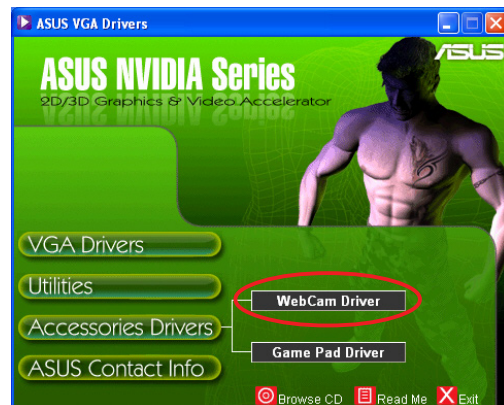 ASUS VGA Drivers
ASUS
ASUS NVIDIA Series
2D/3D Graphics & Video Accelerator
VGA Drivers
Utilities
WebCam Driver
Accessories Drivers
Game Pad Driver
ASUS Contact Info
Browse CD Read Me X Exit